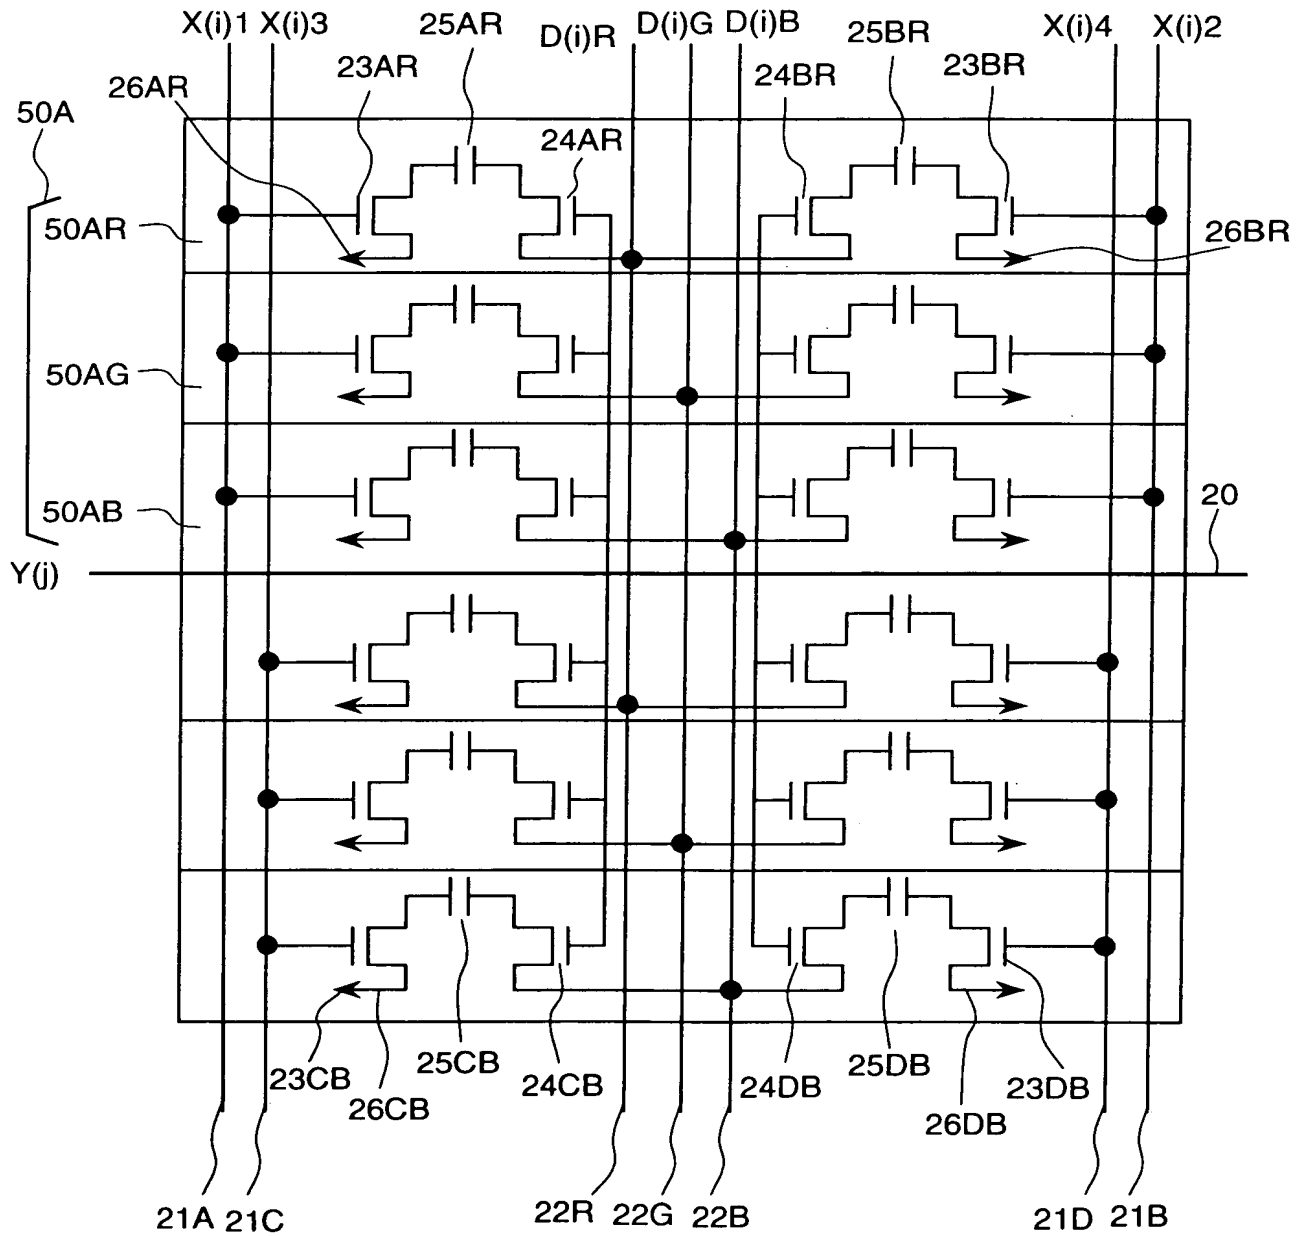 X(i)1 X(i)3 25AR D(i)R D(i)G D(i)B 25BR X(i)4 X(i)2
26AR 23AR 24BR 23BR
50A 24AR
50AR 26BR
50AG
50AB 20
Y(j)
23CB 26CB 25CB 24CB 24DB 25DB 26DB 23DB
21A 21C 22R 22G 22B 21D 21B